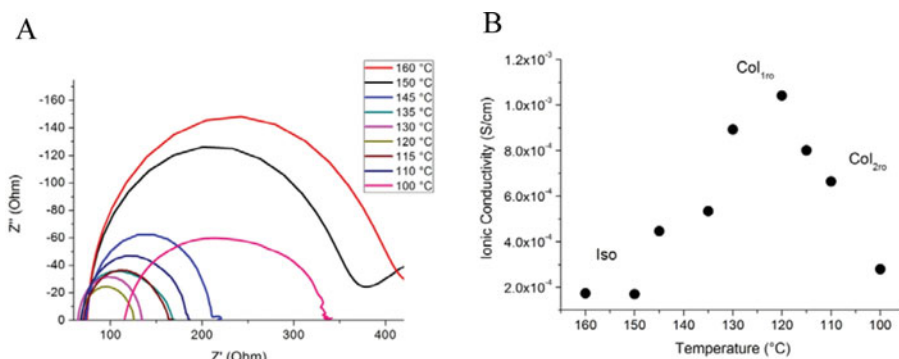 A
B
-160
-140
-120
-100
-80
-60
-40
-20
0
Z'' (Ohm)
100
200
300
400
Z' (Ohm)
160 °C
150 °C
145 °C
135 °C
130 °C
120 °C
115 °C
110 °C
100 °C
1.2x10⁻³
1.0x10⁻³
8.0x10⁻⁴
6.0x10⁻⁴
4.0x10⁻⁴
2.0x10⁻⁴
Ionic Conductivity (S/cm)
Col₁ᵣₒ
Col₂ᵣₒ
Iso
160 150 140 130 120 110 100
Temperature (°C)